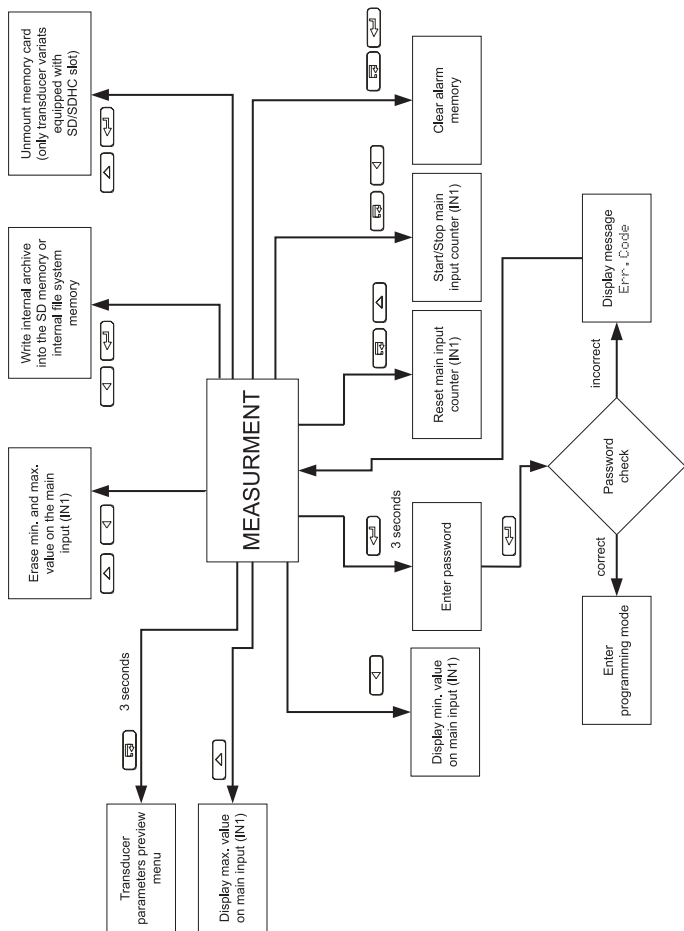 Unmount memory card
(only transducer variats
equipped with
SD/SDHC slot)
Write internal archive
into the SD memory or
internal file system
memory
Erase min. and max.
value on the main
input (IN1)
3 seconds
Transducer
parameters preview
menu
Display max. value
on main input (IN1)
MEASURMENT
Clear alarm
memory
Start/Stop main
input counter (IN1)
Reset main input
counter (IN1)
3 seconds
Enter password
Display min. value
on main input (IN1)
Display message
Err.Code
incorrect
Password
check
correct
Enter
programming mode